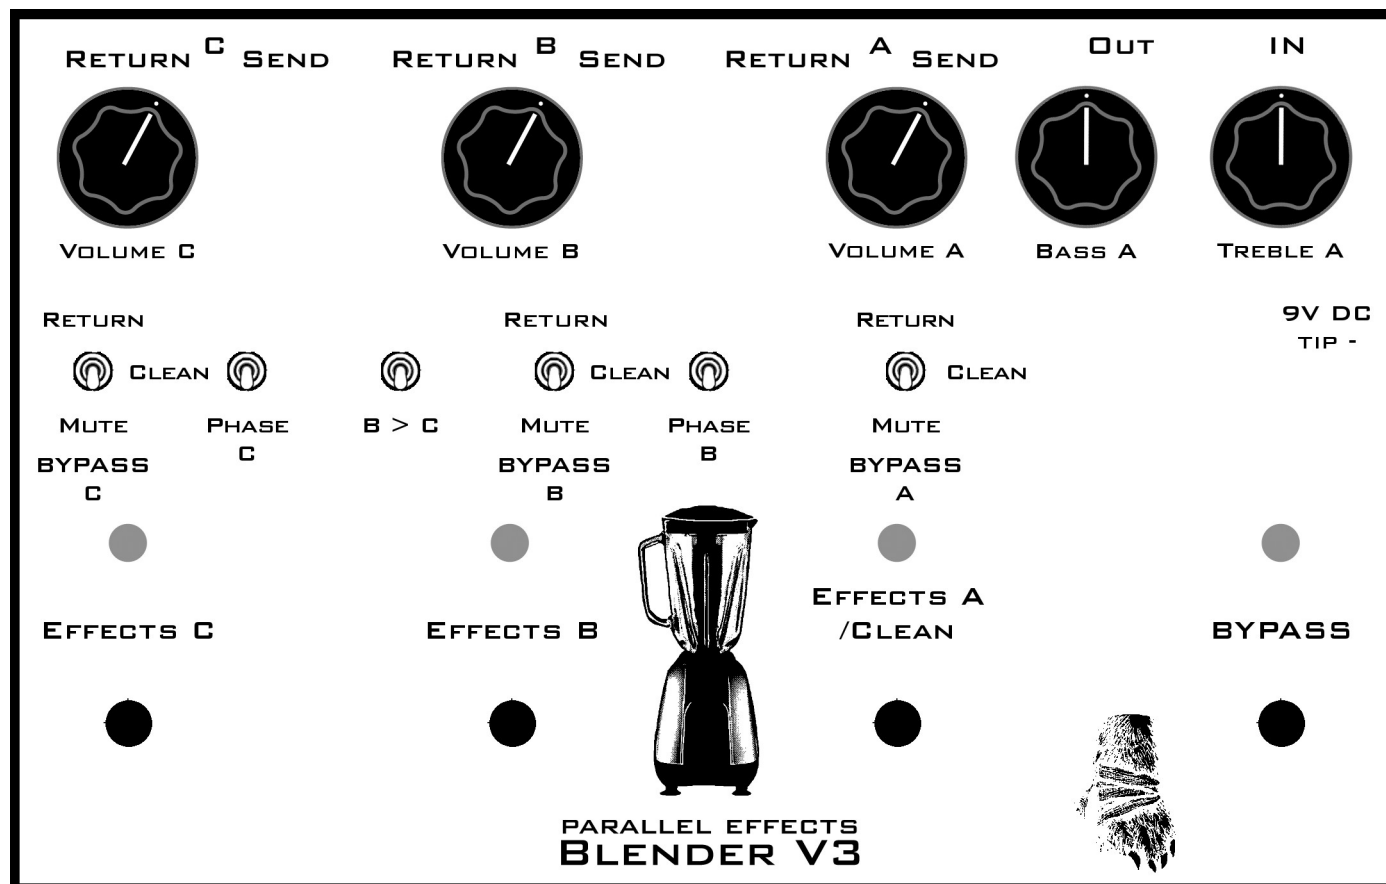 Return C Send Return B Send Return A Send Out IN
Volume C Volume B Volume A Bass A Treble A
Return Return Return 9V DC
TIP -
Clean Clean Clean
Mute Phase B > C Mute Phase Mute
C B
BYPASS BYPASS BYPASS
C B A
Effects A
Effects C Effects B /Clean BYPASS
PARALLEL EFFECTS
Blender V3